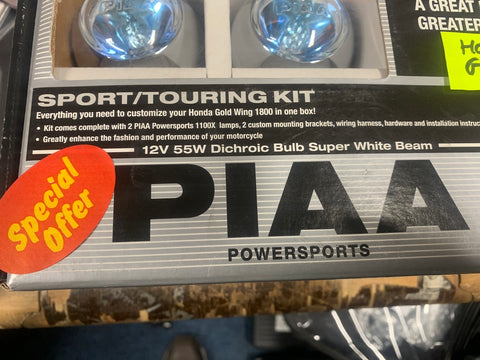 PIAA
A GREAT
GREATER
SPORT/TOURING KIT
Everything you need to customize your Honda Gold Wing 1800 in one box!
• Kit comes complete with 2 PIAA Powersports 1100X lamps, 2 custom mounting brackets, wiring harness, hardware and installation instruc
• Greatly enhance the fashion and performance of your motorcycle
12V 55W Dichroic Bulb Super White Beam
Special
Offer
PIAA
POWERSPORTS